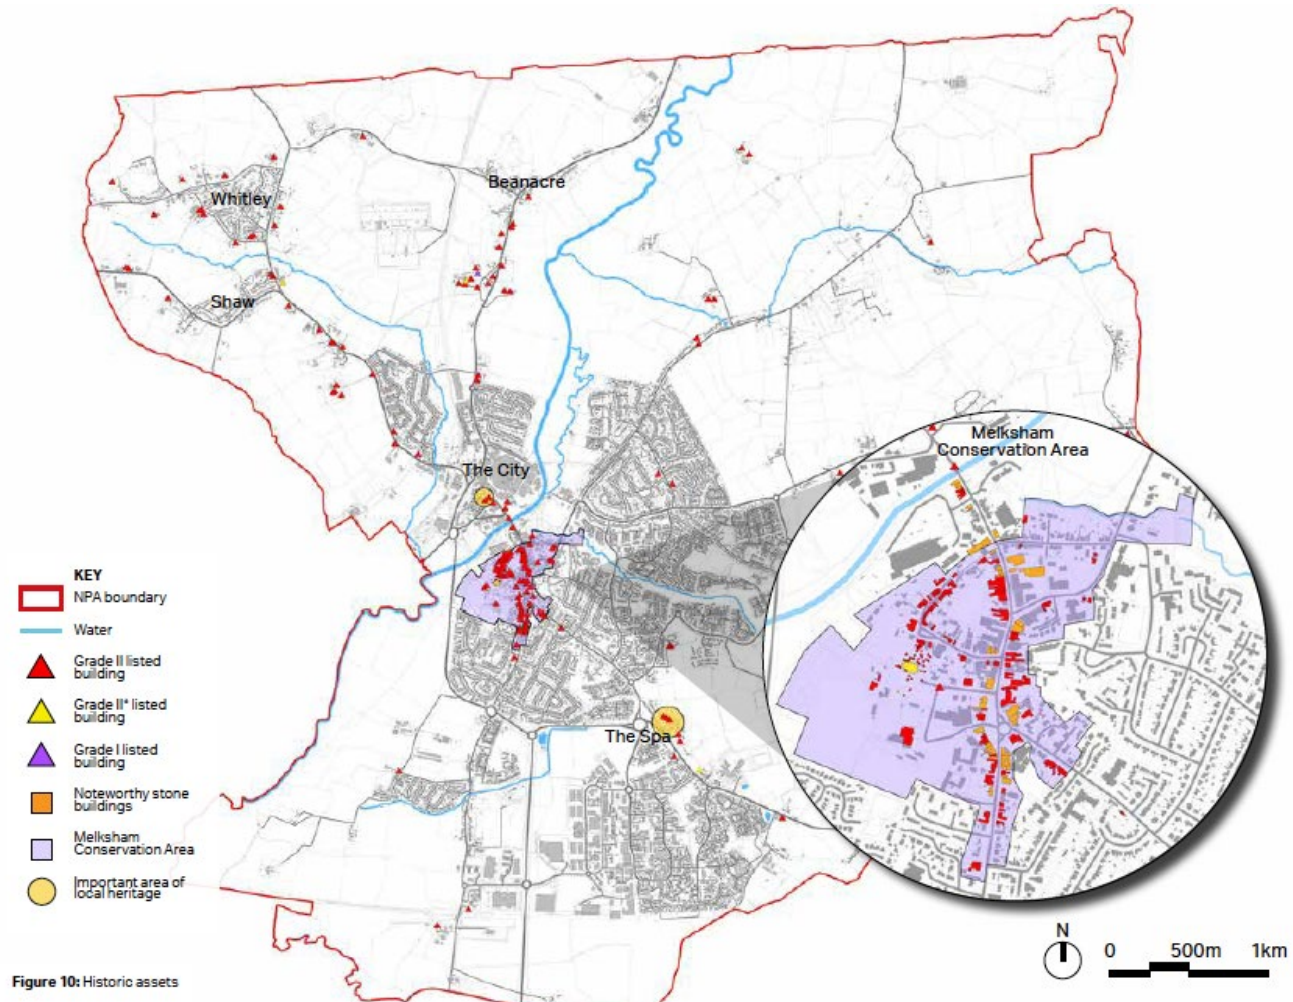 Beanacre
Whitley
Shaw
Melksham
Conservation Area
The City
The Spa
KEY
NPA boundary
Water
Grade II listed
building
Grade II* listed
building
Grade I listed
building
Noteworthy stone
buildings
Melksham
Conservation Area
Important area of
local heritage
N
0 500m 1km
Figure 10: Historic assets